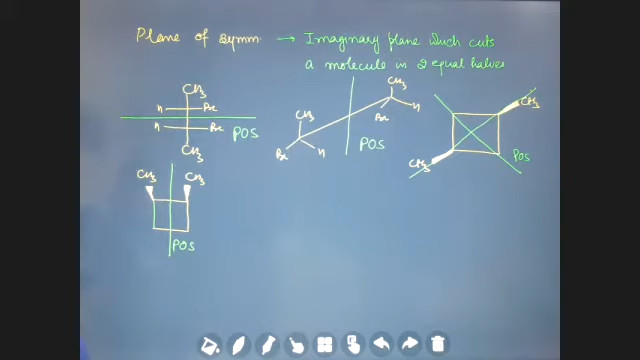 Plane of symm. → Imaginary plane which cuts
a molecule in 2 equal halves
CH3
H Br
H Br
CH3
POS
CH3
H
Br
CH3
Br H
POS
CH3
CH3
POS
CH3 CH3
POS